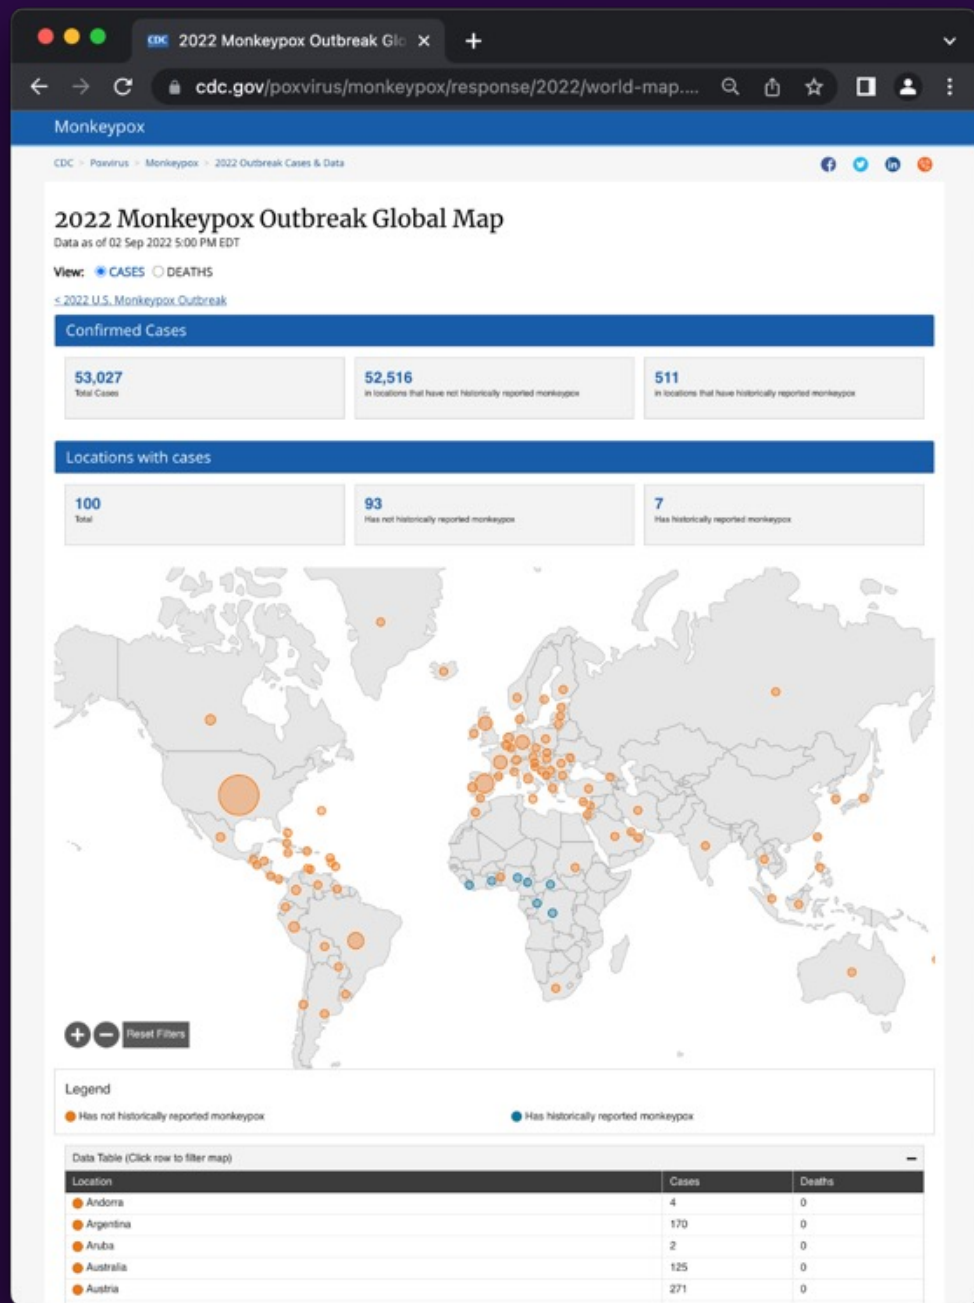 CDC 2022 Monkeypox Outbreak Glo
cdc.gov/poxvirus/monkeypox/response/2022/world-map....
Monkeypox
CDC > Poxvirus > Monkeypox > 2022 Outbreak Cases & Data
2022 Monkeypox Outbreak Global Map
Data as of 02 Sep 2022 5:00 PM EDT
View: CASES DEATHS
< 2022 U.S. Monkeypox Outbreak
Confirmed Cases
53,027 52,516 511
Total Cases in locations that have not historically reported monkeypox in locations that have historically reported monkeypox
Locations with cases
100 93 7
Total Has not historically reported monkeypox Has historically reported monkeypox
Reset Filters
Legend
Has not historically reported monkeypox Has historically reported monkeypox
Data Table (Click row to filter map)
Location Cases Deaths
Andorra 4 0
Argentina 170 0
Aruba 2 0
Australia 125 0
Austria 271 0